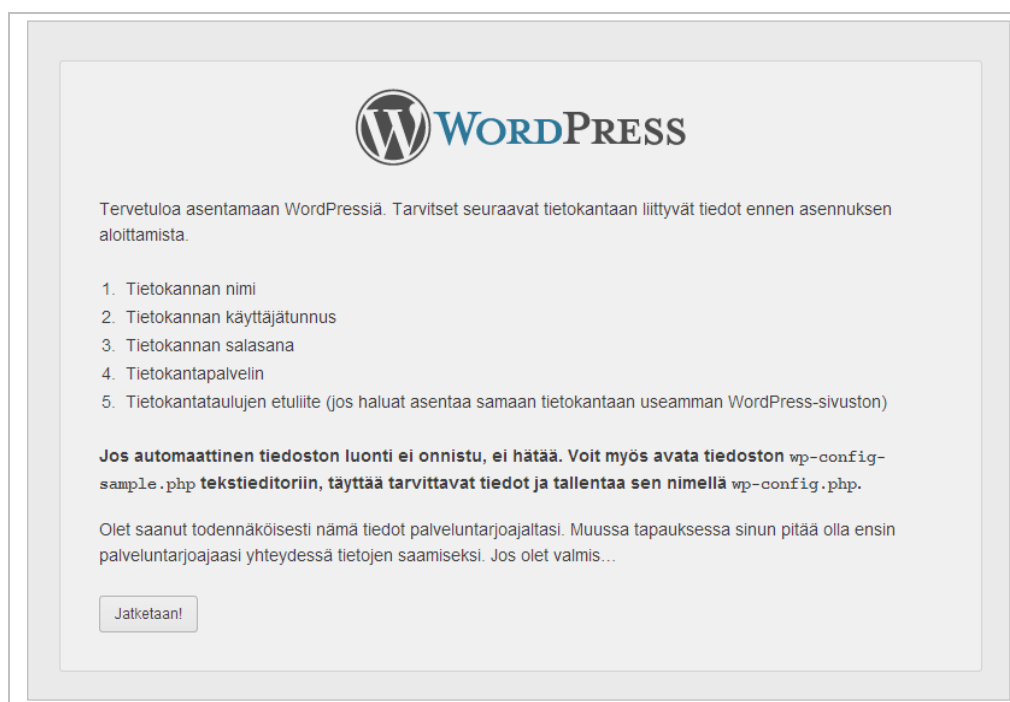 WORDPRESS
Tervetuloa asentamaan WordPressiä. Tarvitset seuraavat tietokantaan liittyvät tiedot ennen asennuksen
aloittamista.
1. Tietokannan nimi
2. Tietokannan käyttäjätunnus
3. Tietokannan salasana
4. Tietokantapalvelin
5. Tietokantataulujen etuliite (jos haluat asentaa samaan tietokantaan useamman WordPress-sivuston)
Jos automaattinen tiedoston luonti ei onnistu, ei hätää. Voit myös avata tiedoston wp-config-
sample.php tekstieditoriin, täyttää tarvittavat tiedot ja tallentaa sen nimellä wp-config.php.
Olet saanut todennäköisesti nämä tiedot palveluntarjoajaltasi. Muussa tapauksessa sinun pitää olla ensin
palveluntarjoajaasi yhteydessä tietojen saamiseksi. Jos olet valmis…
Jatketaan!